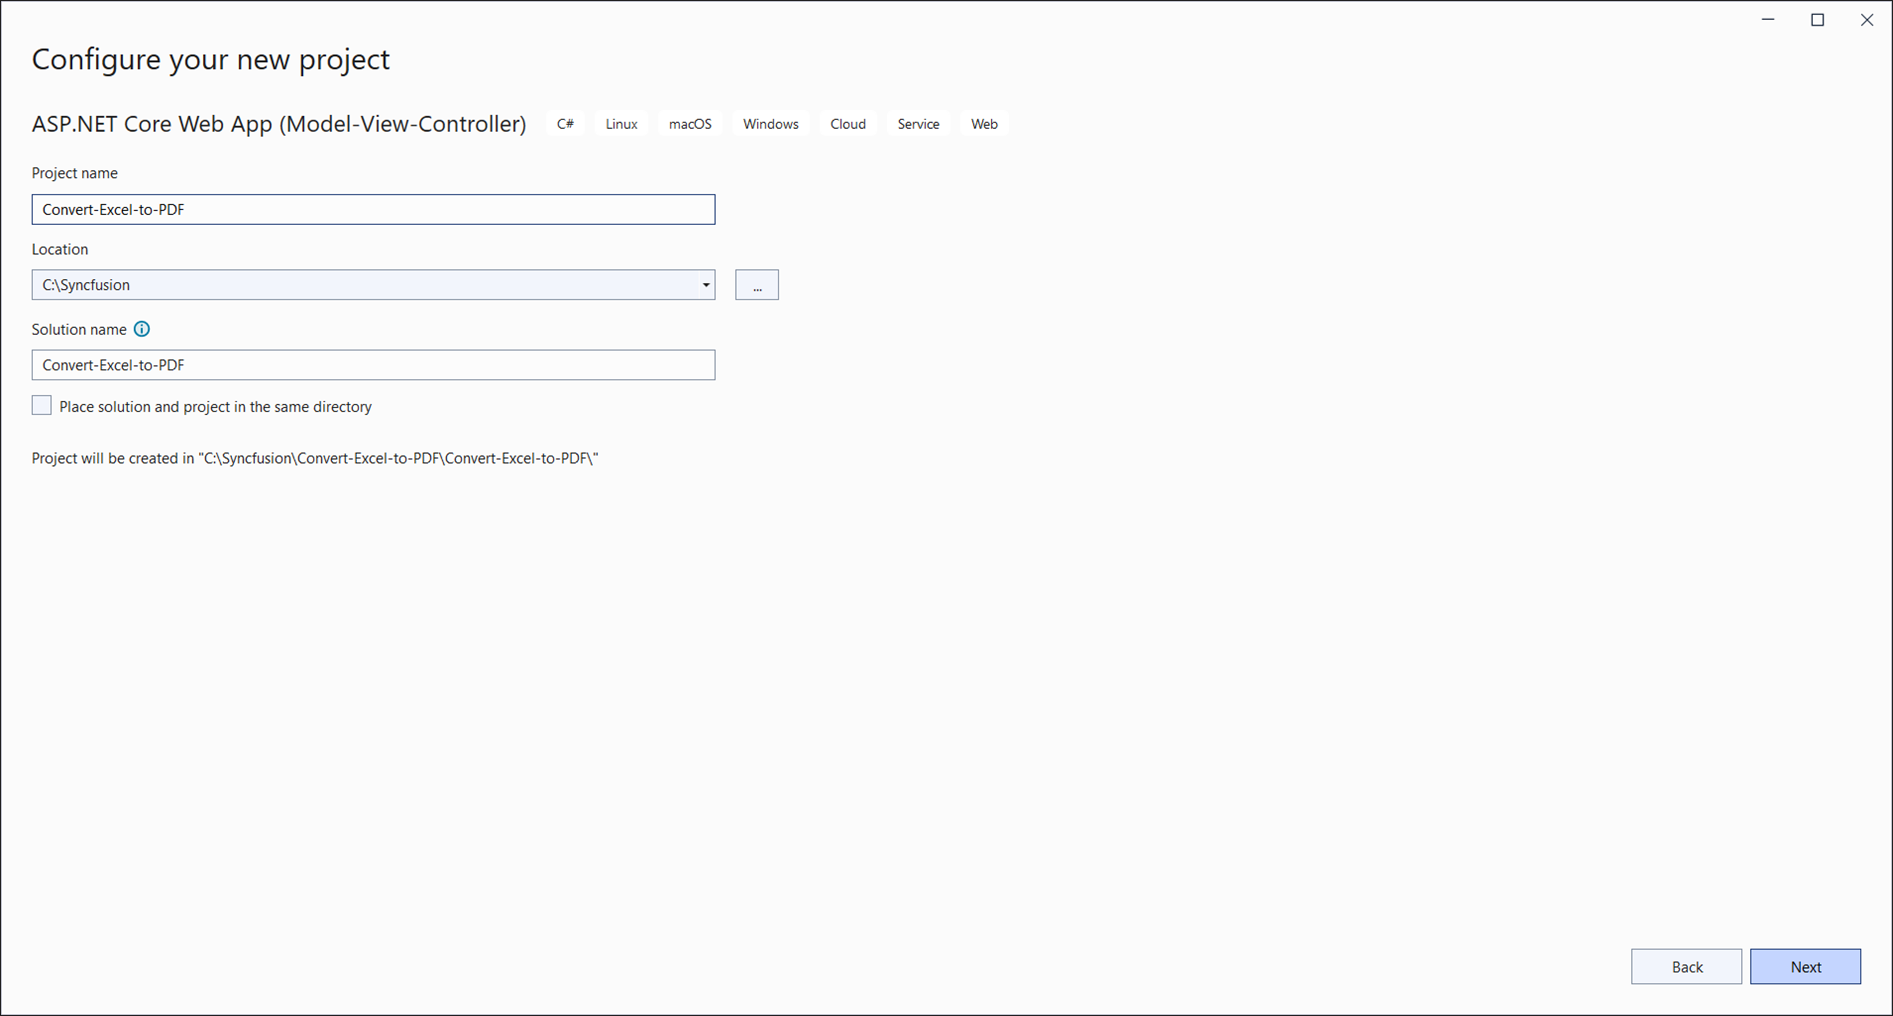 Configure your new project
ASP.NET Core Web App (Model-View-Controller) C# Linux macOS Windows Cloud Service Web
Project name
Convert-Excel-to-PDF
Location
C:\Syncfusion
...
Solution name
Convert-Excel-to-PDF
Place solution and project in the same directory
Project will be created in "C:\Syncfusion\Convert-Excel-to-PDF\Convert-Excel-to-PDF\"
Back Next